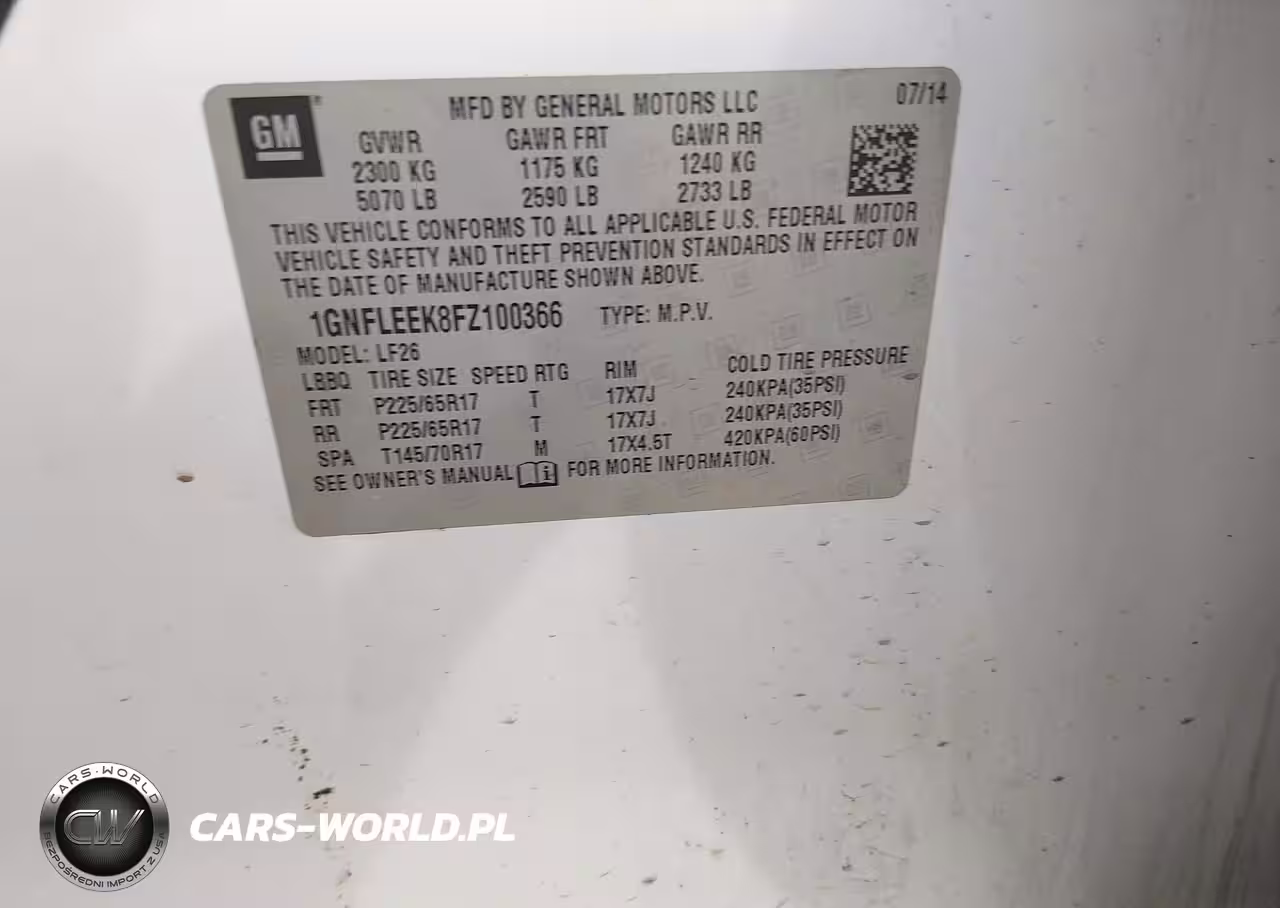 GM
MFD BY GENERAL MOTORS LLC 07/14
GVWR GAWR FRT GAWR RR
2300 KG 1175 KG 1240 KG
5070 LB 2590 LB 2733 LB
THIS VEHICLE CONFORMS TO ALL APPLICABLE U.S. FEDERAL MOTOR
VEHICLE SAFETY AND THEFT PREVENTION STANDARDS IN EFFECT ON
THE DATE OF MANUFACTURE SHOWN ABOVE.
1GNFLEEK8FZ100366 TYPE: M.P.V.
MODEL: LF26
LBBQ TIRE SIZE SPEED RTG RIM COLD TIRE PRESSURE
FRT P225/65R17 T 17X7J 240KPA(35PSI)
RR P225/65R17 T 17X7J 240KPA(35PSI)
SPA T145/70R17 M 17X4.5T 420KPA(60PSI)
SEE OWNER'S MANUAL FOR MORE INFORMATION.
CARS-WORLD
CW
BEZPOŚREDNI IMPORT Z USA
CARS-WORLD.PL